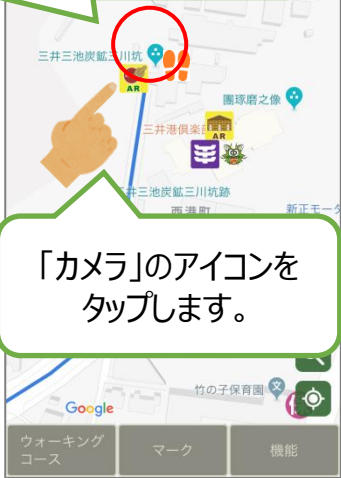 三井三池炭鉱三川坑
AR
團琢磨之像
三井港倶楽部
AR
三井三池炭鉱三川坑跡
西港町
新正モータ
「カメラ」のアイコンを
タップします。
竹の子保育園
Google
ウォーキング
コース
マーク
機能